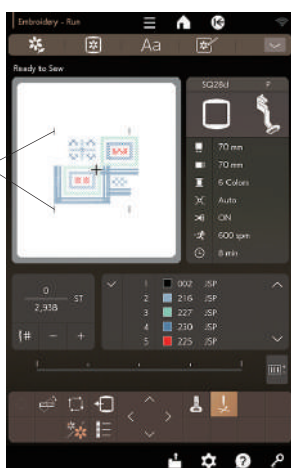 Embroidery - Run
Aa
Ready to Sew
SQ28d F
70 mm
70 mm
6 Colors
Auto
ON
600 spm
8 min
0
2,938
ST
(# - +
1 002 JSP
2 216 JSP
3 227 JSP
4 230 JSP
5 225 JSP
?